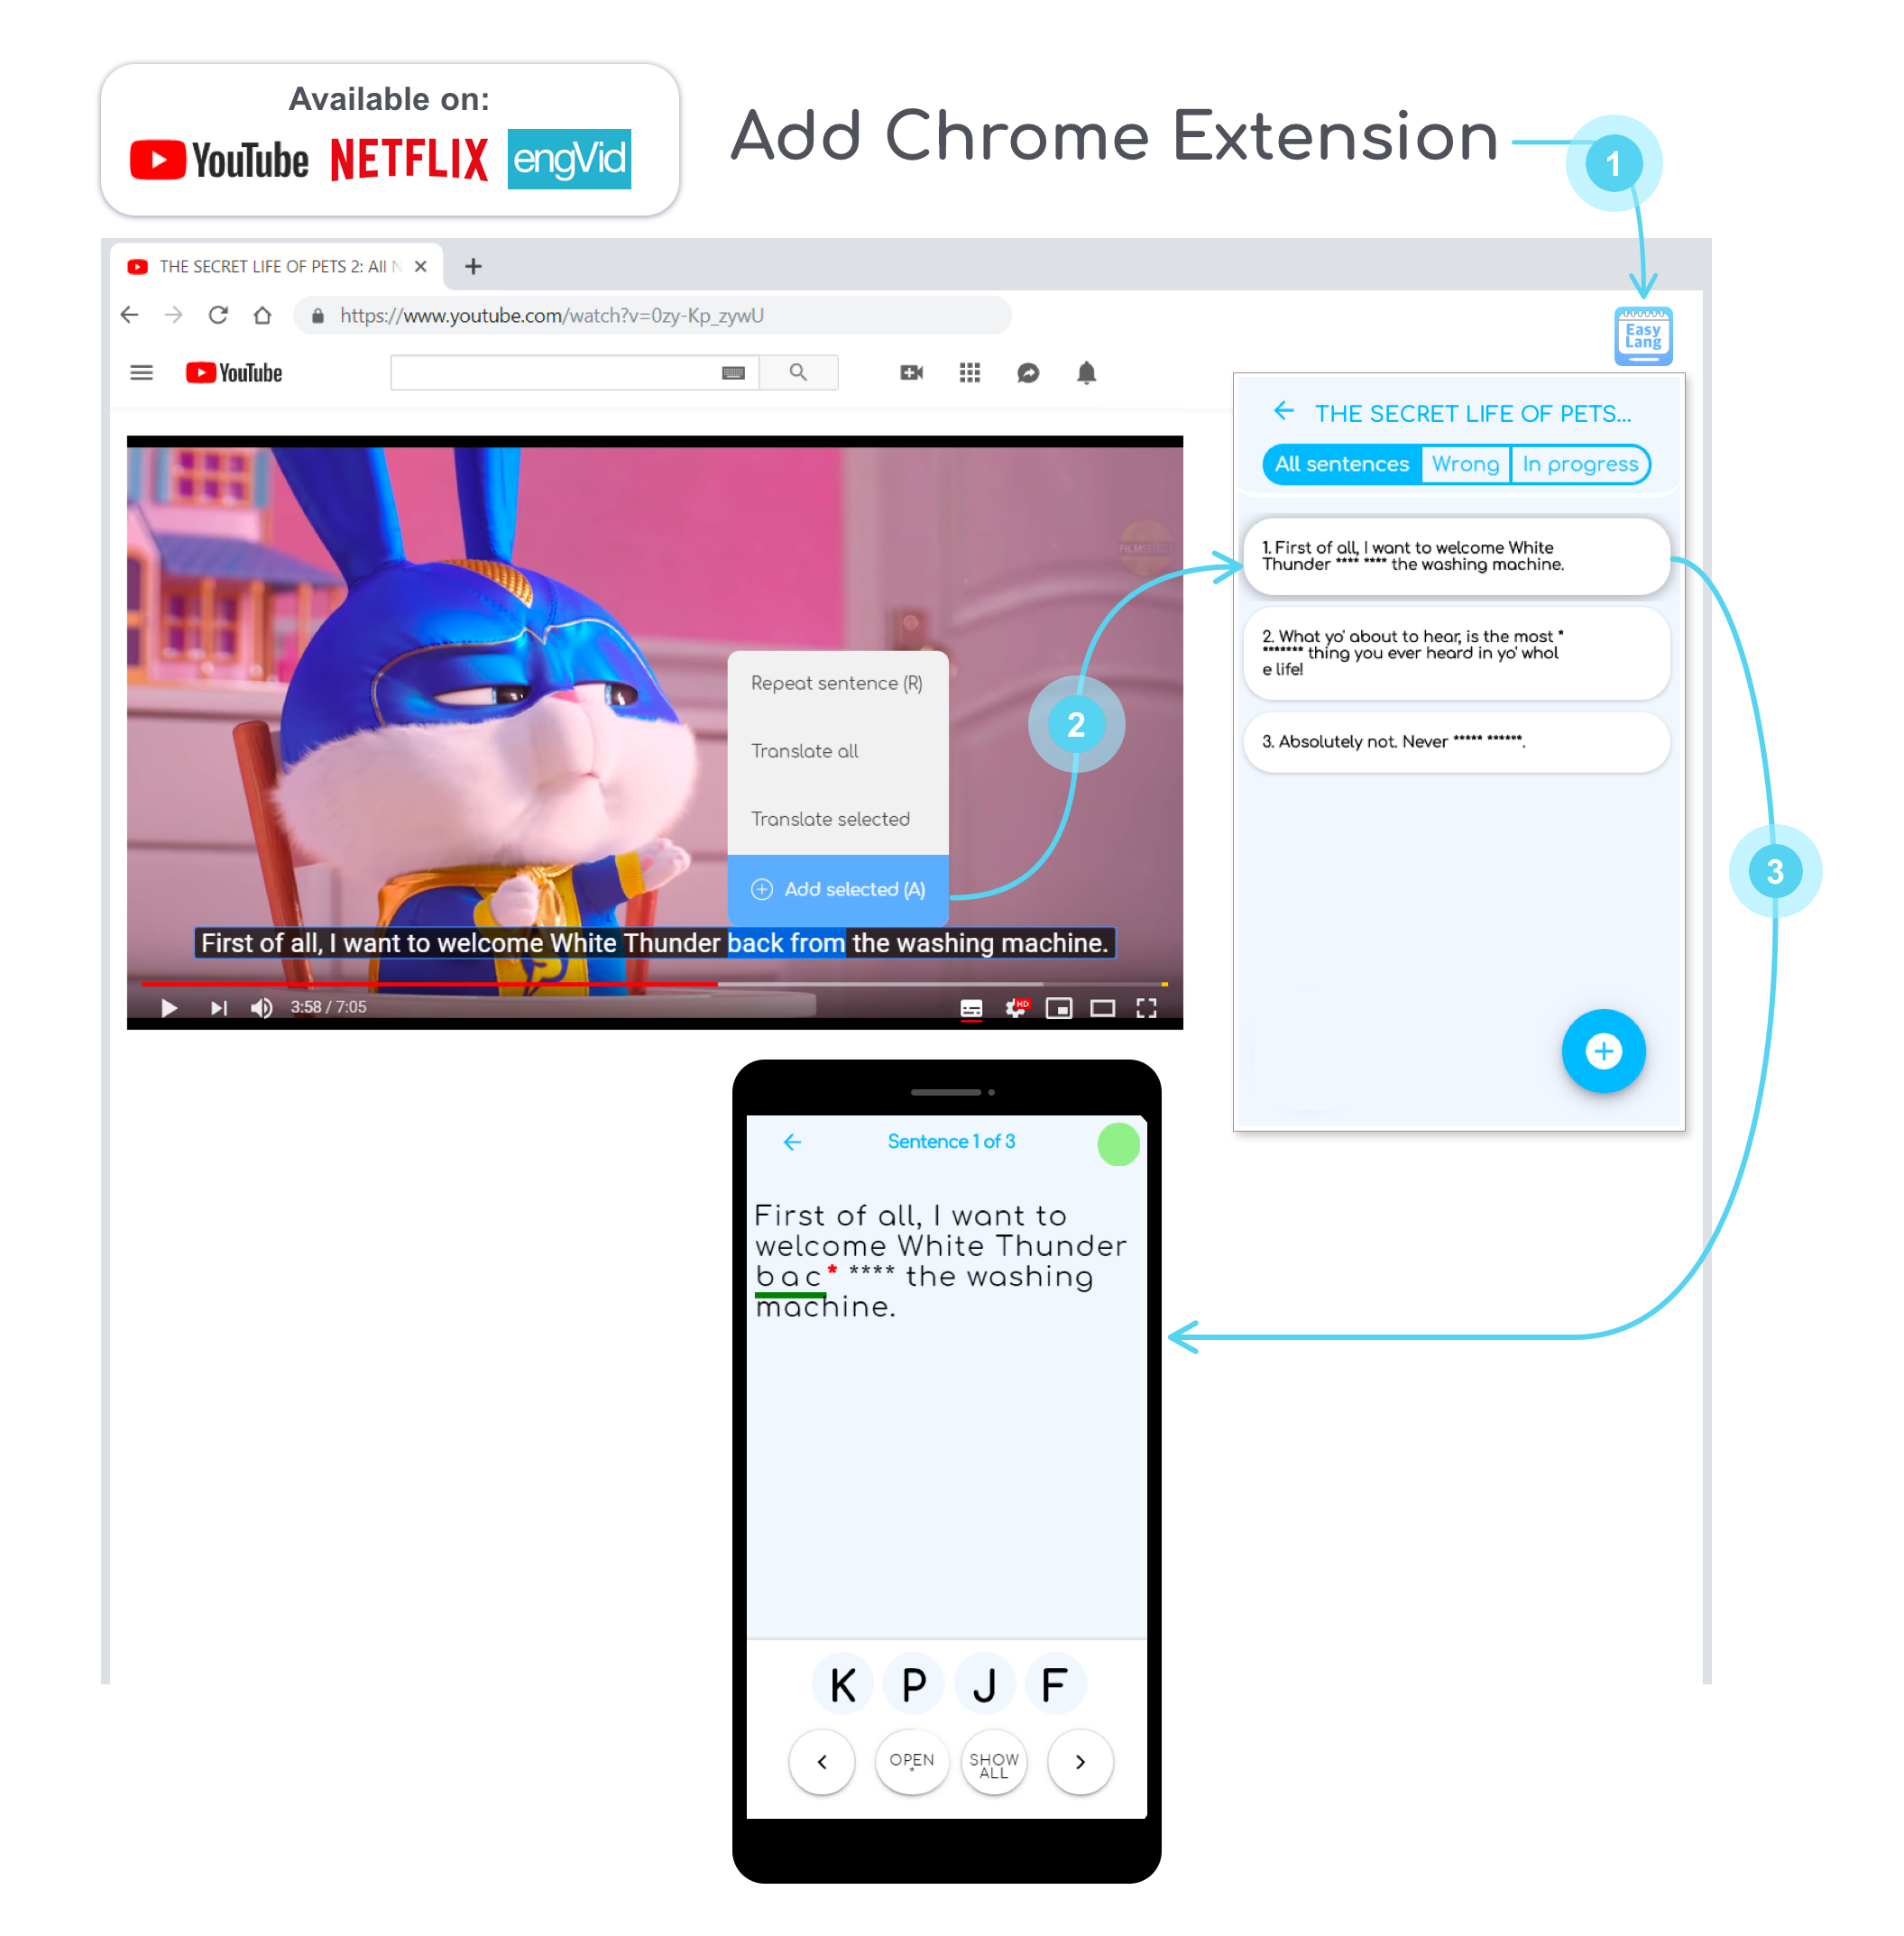 Available on:
YouTube NETFLIX engVid
Add Chrome Extension
1
THE SECRET LIFE OF PETS 2: All N
https://www.youtube.com/watch?v=0zy-Kp_zywU
Easy
Lang
YouTube
THE SECRET LIFE OF PETS...
All sentences Wrong In progress
FILMSELECT
1. First of all, I want to welcome White
Thunder **** **** the washing machine.
2. What yo' about to hear, is the most *
******* thing you ever heard in yo' whol
e life!
3. Absolutely not. Never ***** ******.
Repeat sentence (R)
Translate all
Translate selected
Add selected (A)
2
3
First of all, I want to welcome White Thunder back from the washing machine.
3:58 / 7:05
HD
Sentence 1 of 3
First of all, I want to
welcome White Thunder
bac* **** the washing
machine.
K P J F
< OPEN
*
SHOW
ALL
>